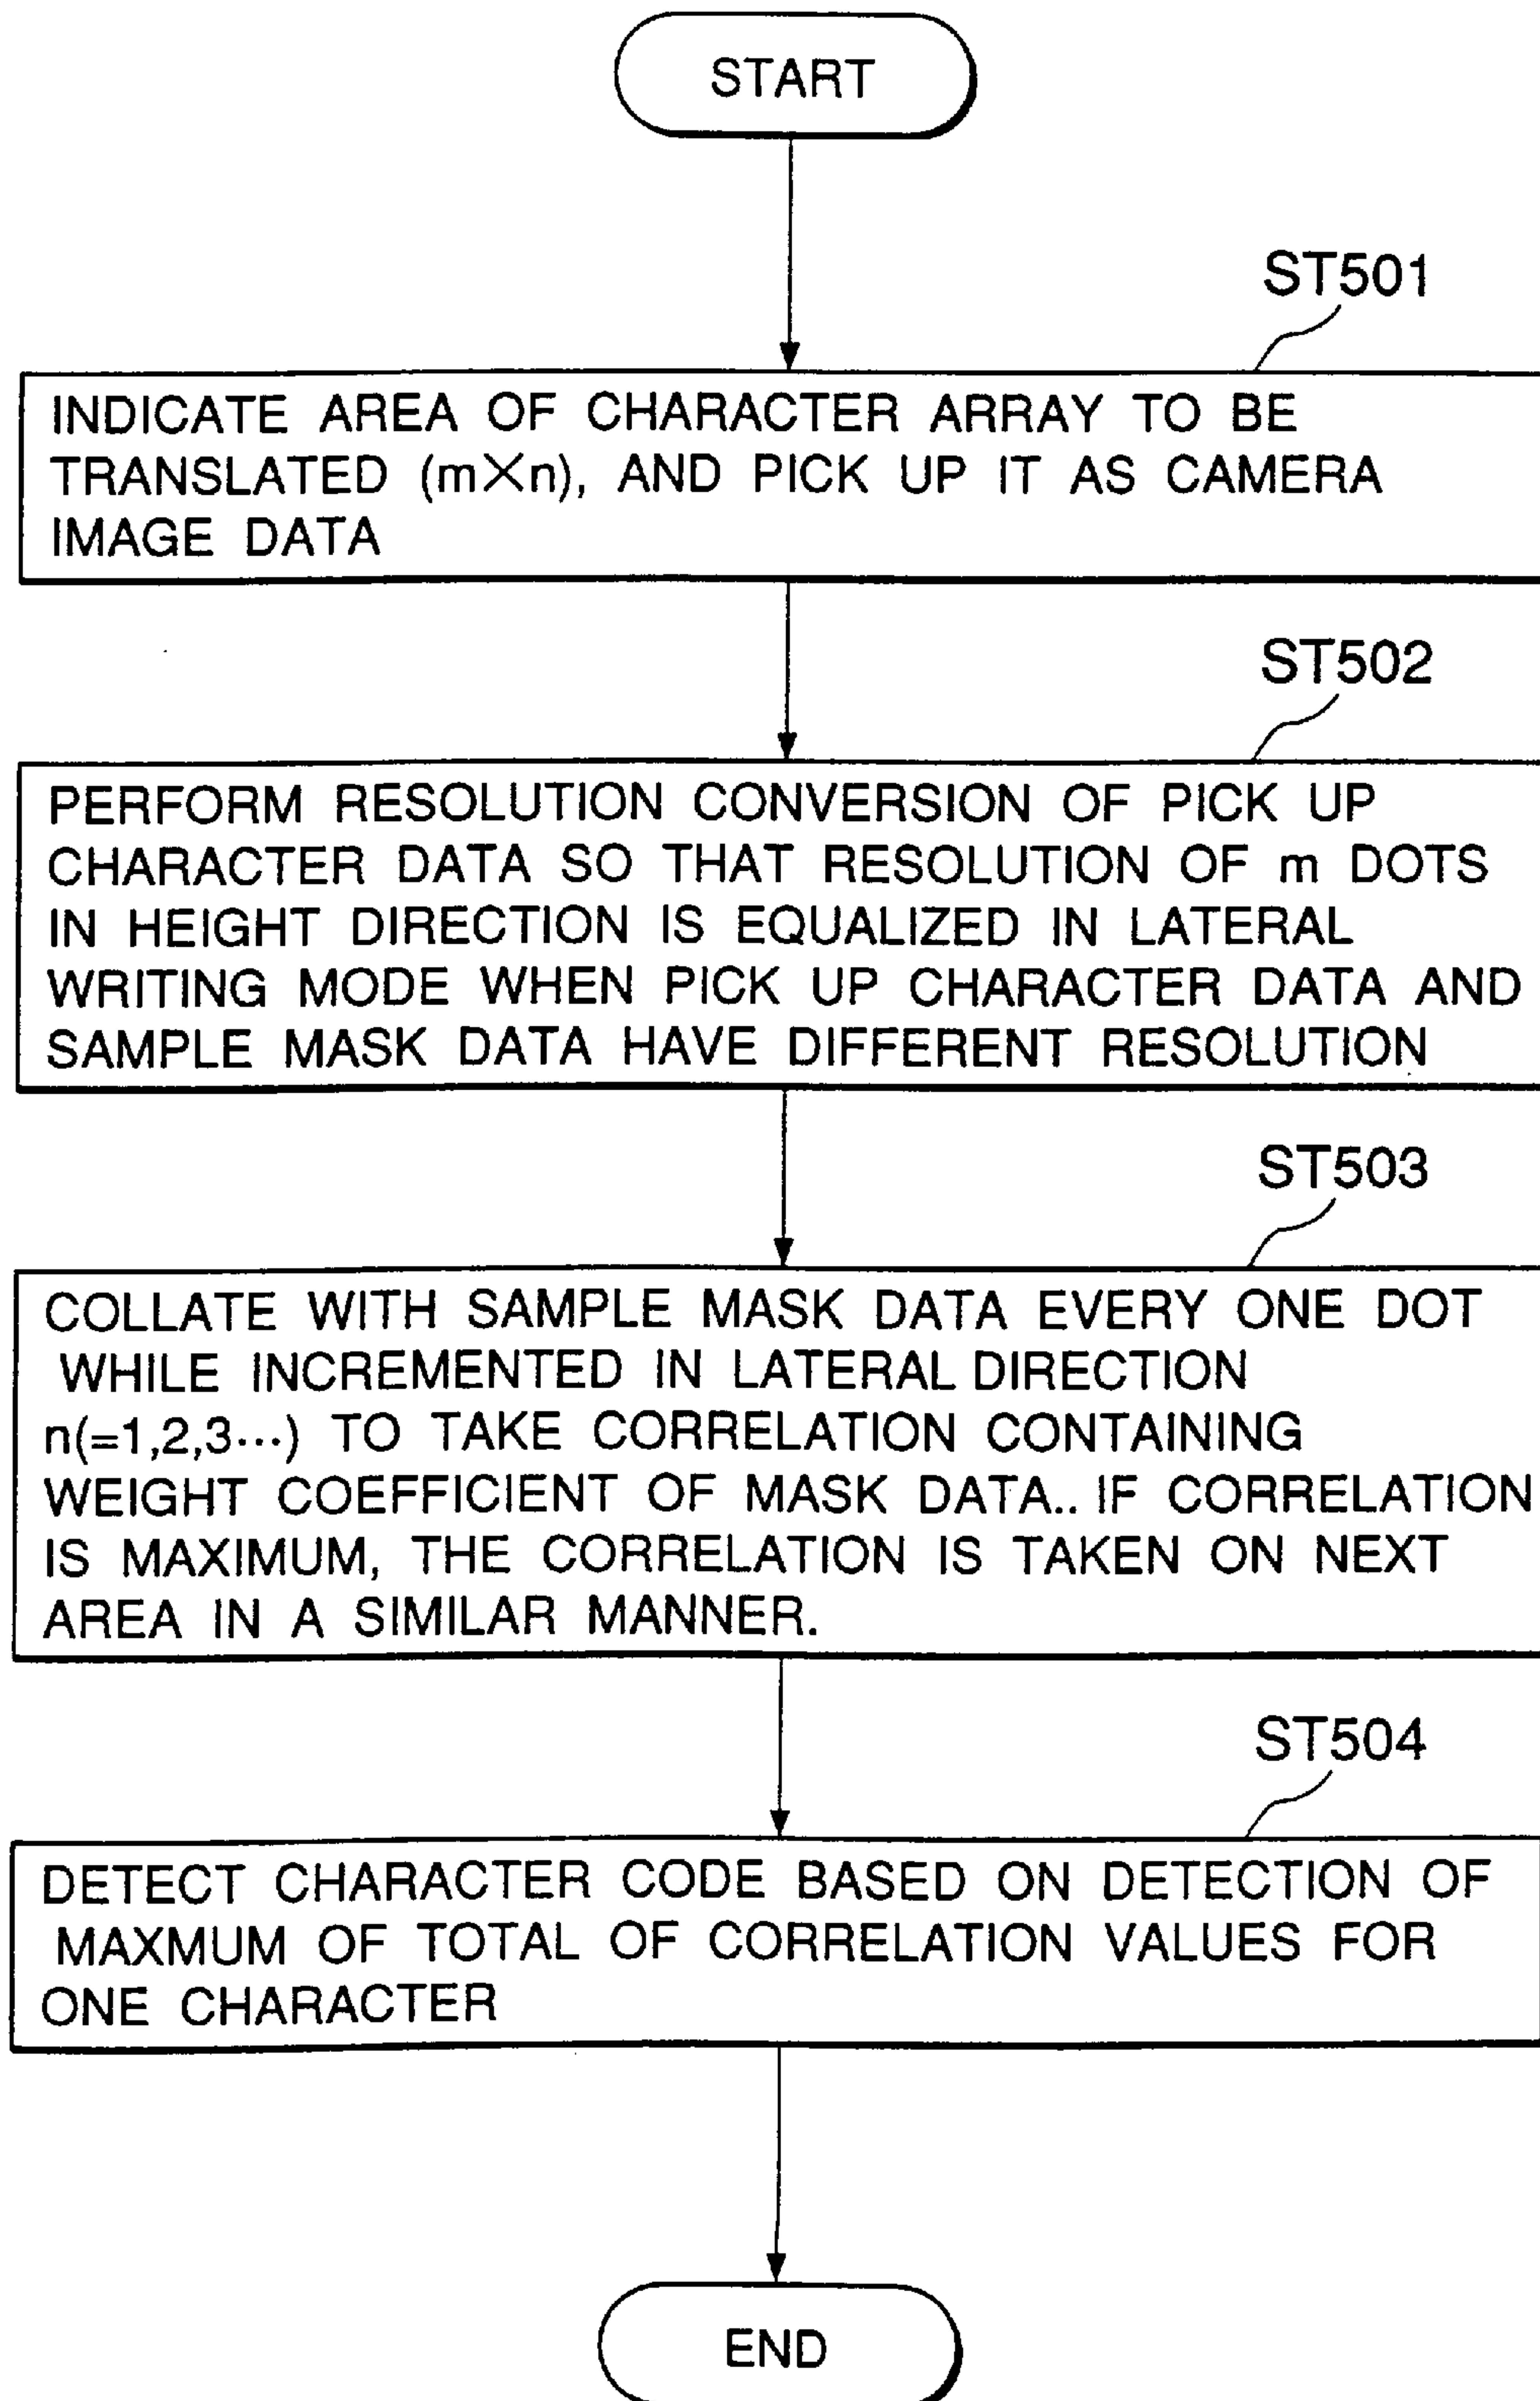 START
ST501
INDICATE AREA OF CHARACTER ARRAY TO BE
TRANSLATED (m×n), AND PICK UP IT AS CAMERA
IMAGE DATA
ST502
PERFORM RESOLUTION CONVERSION OF PICK UP
CHARACTER DATA SO THAT RESOLUTION OF m DOTS
IN HEIGHT DIRECTION IS EQUALIZED IN LATERAL
WRITING MODE WHEN PICK UP CHARACTER DATA AND
SAMPLE MASK DATA HAVE DIFFERENT RESOLUTION
ST503
COLLATE WITH SAMPLE MASK DATA EVERY ONE DOT
WHILE INCREMENTED IN LATERAL DIRECTION
n(=1,2,3···) TO TAKE CORRELATION CONTAINING
WEIGHT COEFFICIENT OF MASK DATA.. IF CORRELATION
IS MAXIMUM, THE CORRELATION IS TAKEN ON NEXT
AREA IN A SIMILAR MANNER.
ST504
DETECT CHARACTER CODE BASED ON DETECTION OF
MAXMUM OF TOTAL OF CORRELATION VALUES FOR
ONE CHARACTER
END